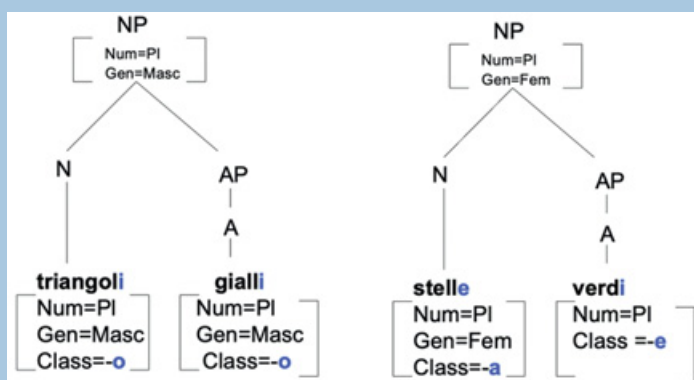 NP
Num=Pl
Gen=Masc
N
AP
A
triangoli
Num=Pl
Gen=Masc
Class=-o
gialli
Num=Pl
Gen=Masc
Class=-o
NP
Num=Pl
Gen=Fem
N
AP
A
stelle
Num=Pl
Gen=Fem
Class=-a
verdi
Num=Pl
Class =-e